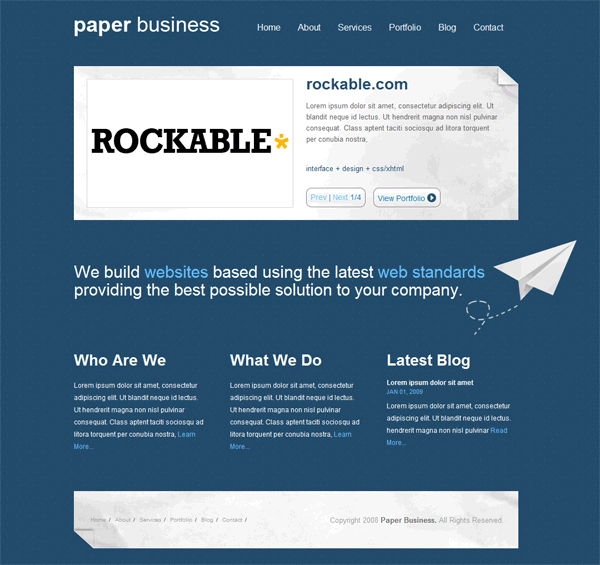 paper business
Home About Services Portfolio Blog Contact
ROCKABLE*
rockable.com
Lorem ipsum dolor sit amet, consectetur adipiscing elit. Ut
blandit neque id lectus. Ut hendrerit magna non nisl pulvinar
consequat. Class aptent taciti sociosqu ad litora torquent
per conubia nostra,
interface + design + css/xhtml
Prev | Next 1/4 View Portfolio
We build websites based using the latest web standards
providing the best possible solution to your company.
Who Are We
Lorem ipsum dolor sit amet, consectetur
adipiscing elit. Ut blandit neque id lectus.
Ut hendrerit magna non nisl pulvinar
consequat. Class aptent taciti sociosqu ad
litora torquent per conubia nostra, Learn
More...
What We Do
Lorem ipsum dolor sit amet, consectetur
adipiscing elit. Ut blandit neque id lectus.
Ut hendrerit magna non nisl pulvinar
consequat. Class aptent taciti sociosqu ad
litora torquent per conubia nostra, Learn
More...
Latest Blog
Lorem ipsum dolor sit amet
JAN 01, 2009
Lorem ipsum dolor sit amet, consectetur
adipiscing elit. Ut blandit neque id lectus.
Ut hendrerit magna non nisl pulvinar Read
More...
Home / About / Services / Portfolio / Blog / Contact /
Copyright 2008 Paper Business. All Rights Reserved.